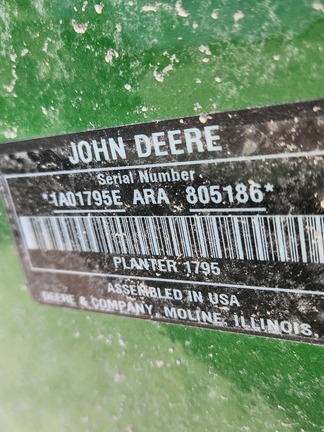 JOHN DEERE
Serial Number
*1A01795E ARA 805186*
PLANTER 1795
ASSEMBLED IN USA
DEERE & COMPANY, MOLINE, ILLINOIS,